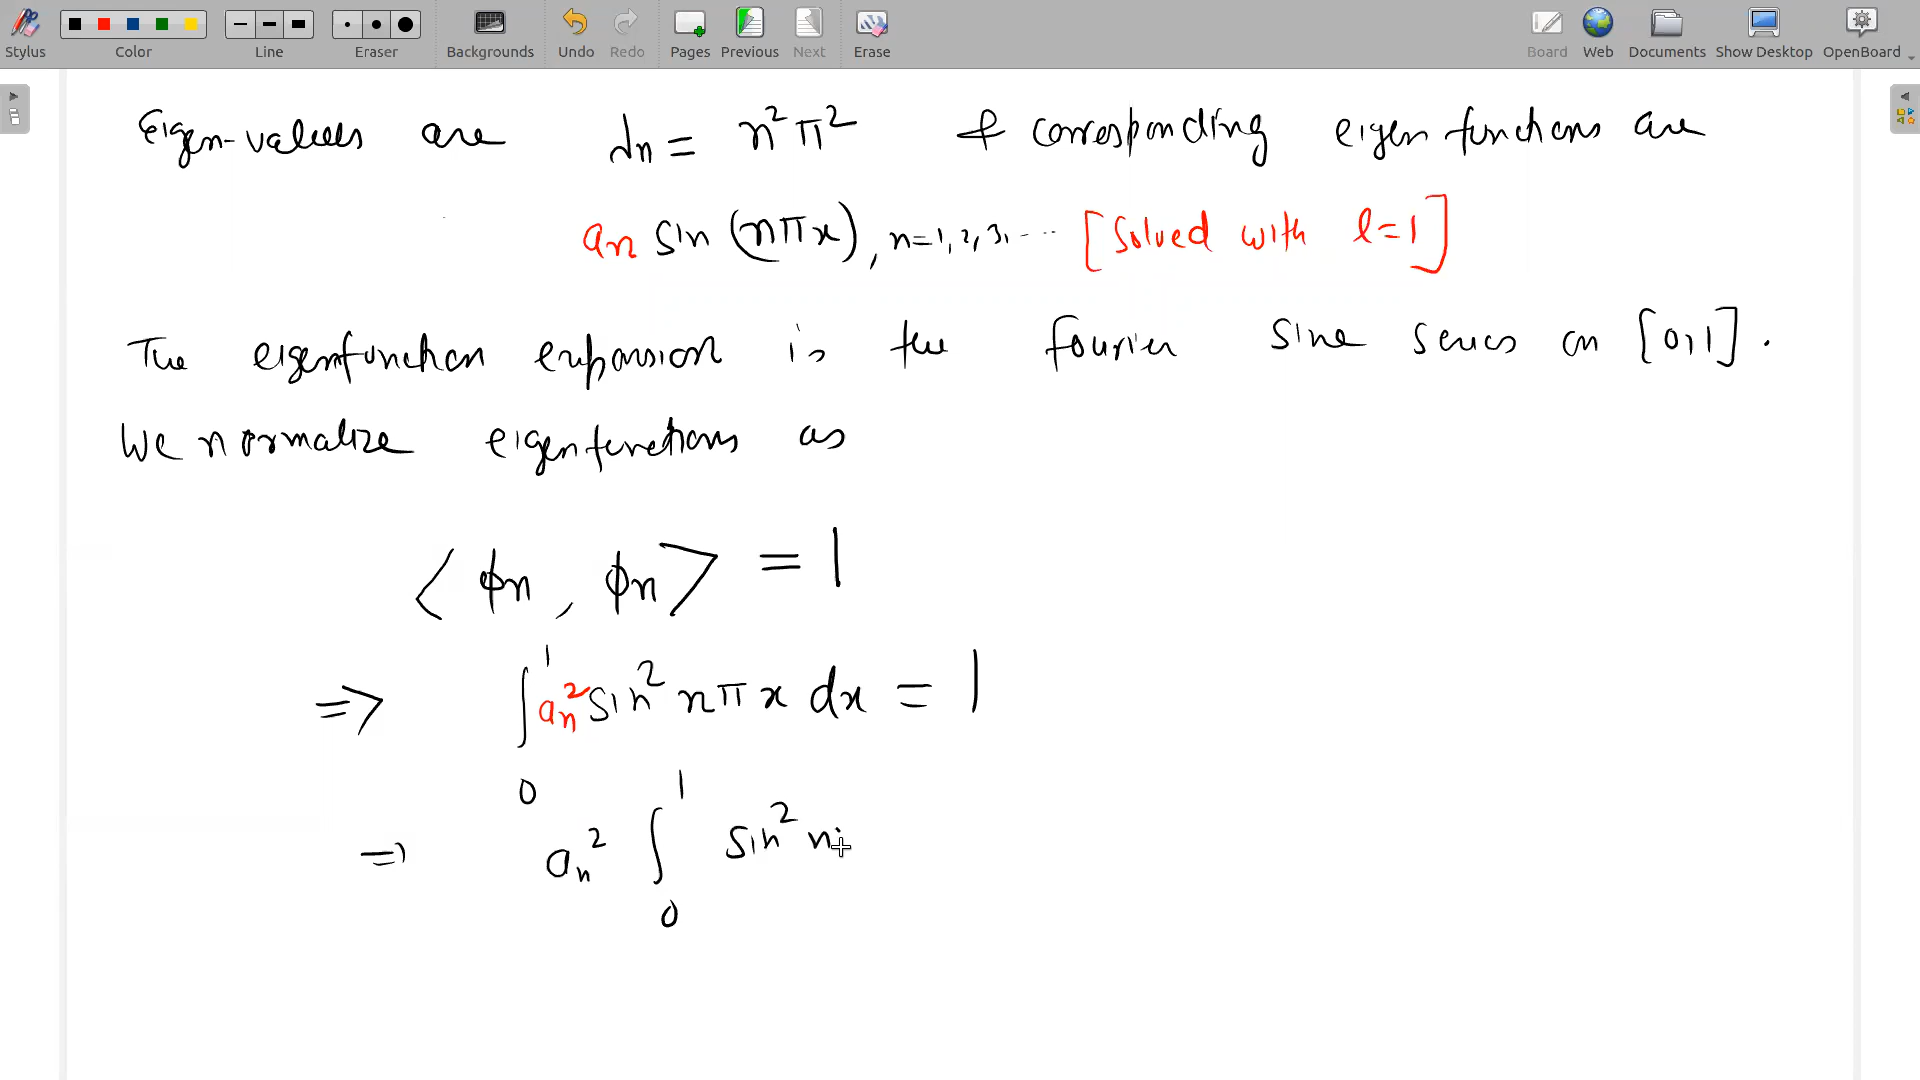 Stylus Color Line Eraser Backgrounds Undo Redo Pages Previous Next Erase Board Web Documents Show Desktop OpenBoard
Eigen-values are λn = n²π² & corresponding eigen functions are
an sin (nπx), n=1, 2, 3, --- [Solved with l=1]
The eigenfunction expansion is the fourier sine series on [0,1].
We normalize eigenfunctions as
⟨ϕn, ϕn⟩ = 1
=> ∫₀¹ aₙ² sin² nπx dx = 1
=> aₙ² ∫₀¹ sin² n